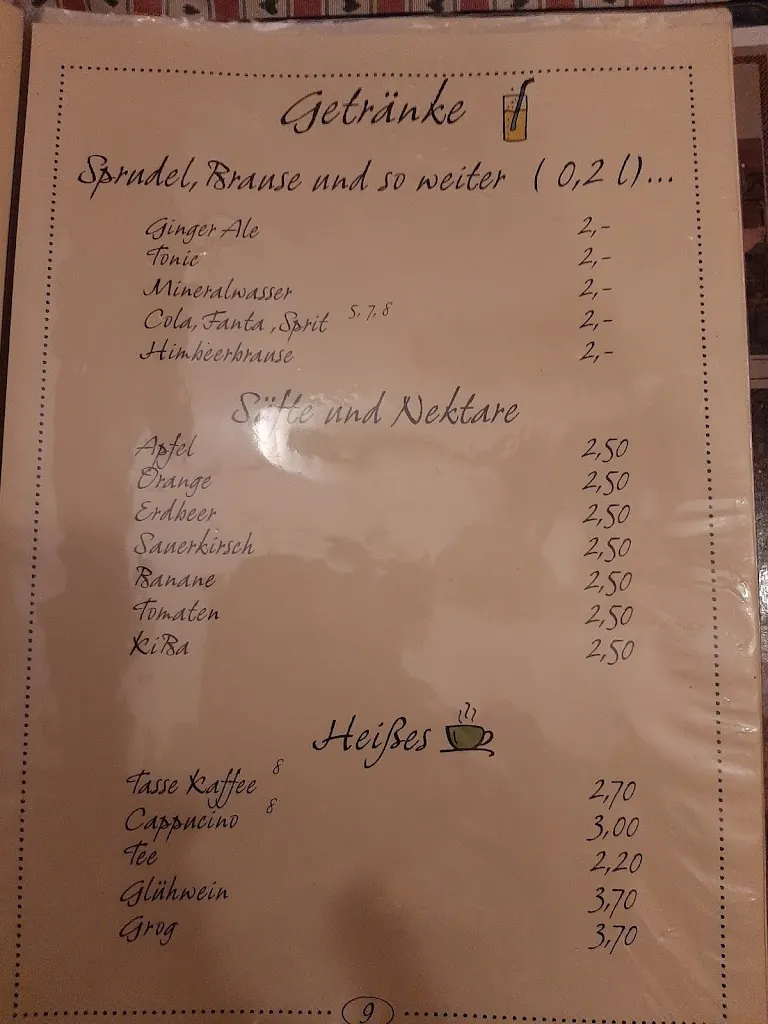 Getränke
Sprudel, Brause und so weiter ( 0,2 l)...
Ginger Ale 2,-
Tonic 2,-
Mineralwasser 2,-
Cola, Fanta , Sprit 5, 7, 8 2,-
Himbeerbrause 2,-
Säfte und Nektare
Apfel 2,50
Orange 2,50
Erdbeer 2,50
Sauerkirsch 2,50
Banane 2,50
Tomaten 2,50
KiBa 2,50
Heißes
Tasse Kaffee 8 2,70
Cappucino 8 3,00
Tee 2,20
Glühwein 3,70
Grog 3,70
9